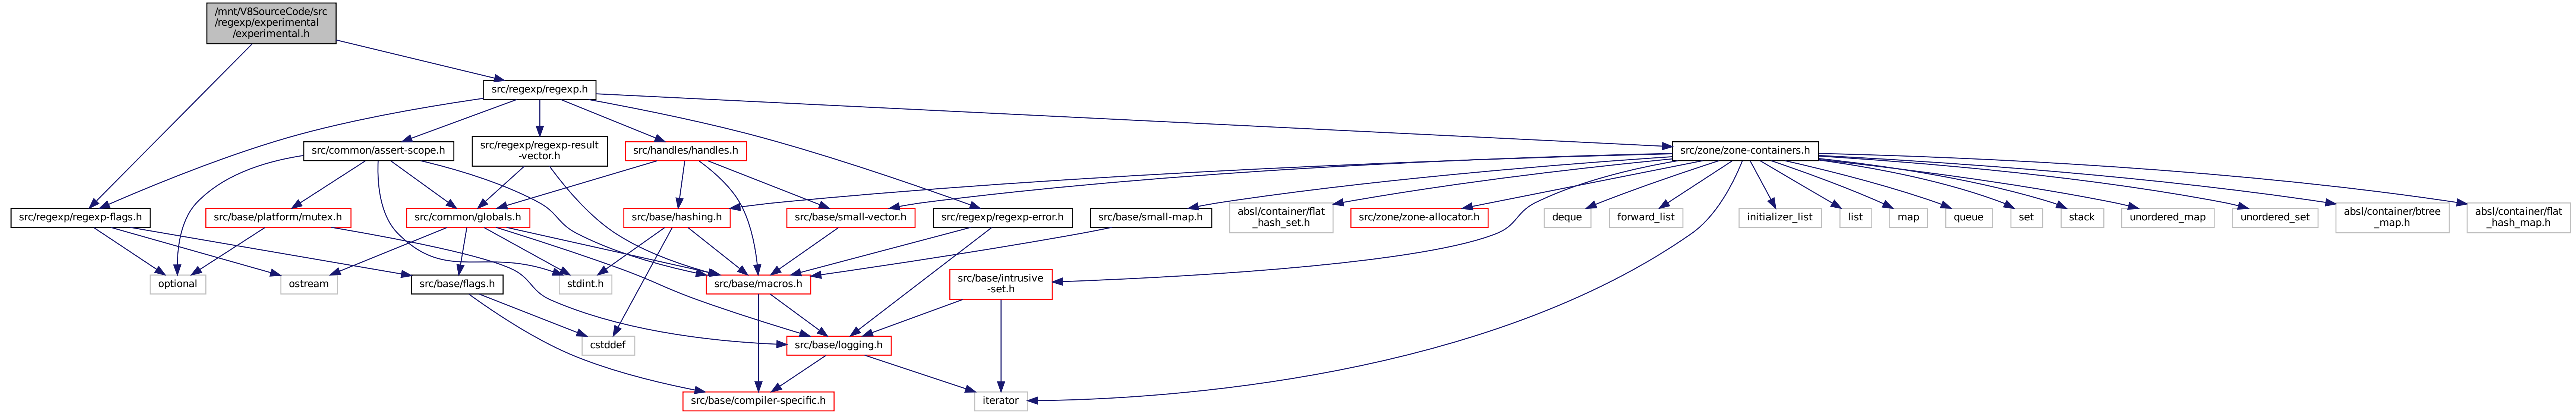 /mnt/V8SourceCode/src
/regexp/experimental
/experimental.h
src/regexp/regexp.h
src/common/assert-scope.h
src/regexp/regexp-result
-vector.h
src/handles/handles.h
src/zone/zone-containers.h
src/regexp/regexp-flags.h
src/base/platform/mutex.h
src/common/globals.h
src/base/hashing.h
src/base/small-vector.h
src/regexp/regexp-error.h
src/base/small-map.h
absl/container/flat
_hash_set.h
src/zone/zone-allocator.h
deque
forward_list
initializer_list
list
map
queue
set
stack
unordered_map
unordered_set
absl/container/btree
_map.h
absl/container/flat
_hash_map.h
optional
ostream
src/base/flags.h
stdint.h
src/base/macros.h
src/base/intrusive
-set.h
cstddef
src/base/logging.h
src/base/compiler-specific.h
iterator